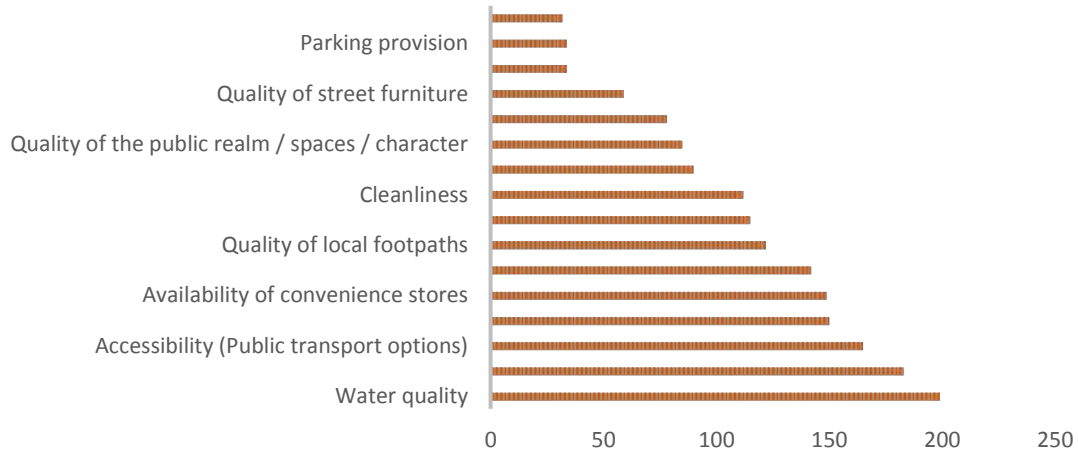 Parking provision
Quality of street furniture
Quality of the public realm / spaces / character
Cleanliness
Quality of local footpaths
Availability of convenience stores
Accessibility (Public transport options)
Water quality
0 50 100 150 200 250